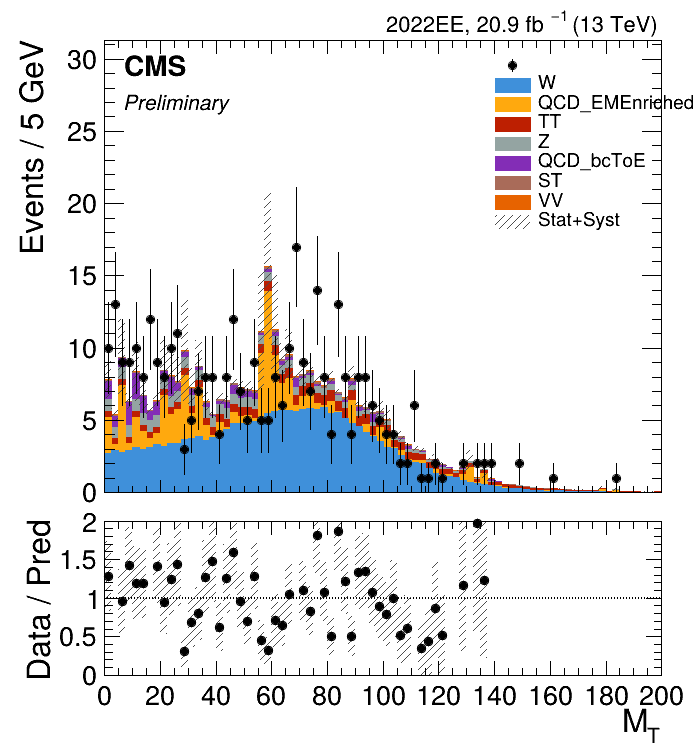 2022EE, 20.9 fb⁻¹ (13 TeV)
Events / 5 GeV
30
25
20
15
10
5
0
CMS
Preliminary
W
QCD_EMEnriched
TT
Z
QCD_bcToE
ST
VV
Stat+Syst
Data / Pred
2
1.5
1
0.5
0
0 20 40 60 80 100 120 140 160 180 200
M_T